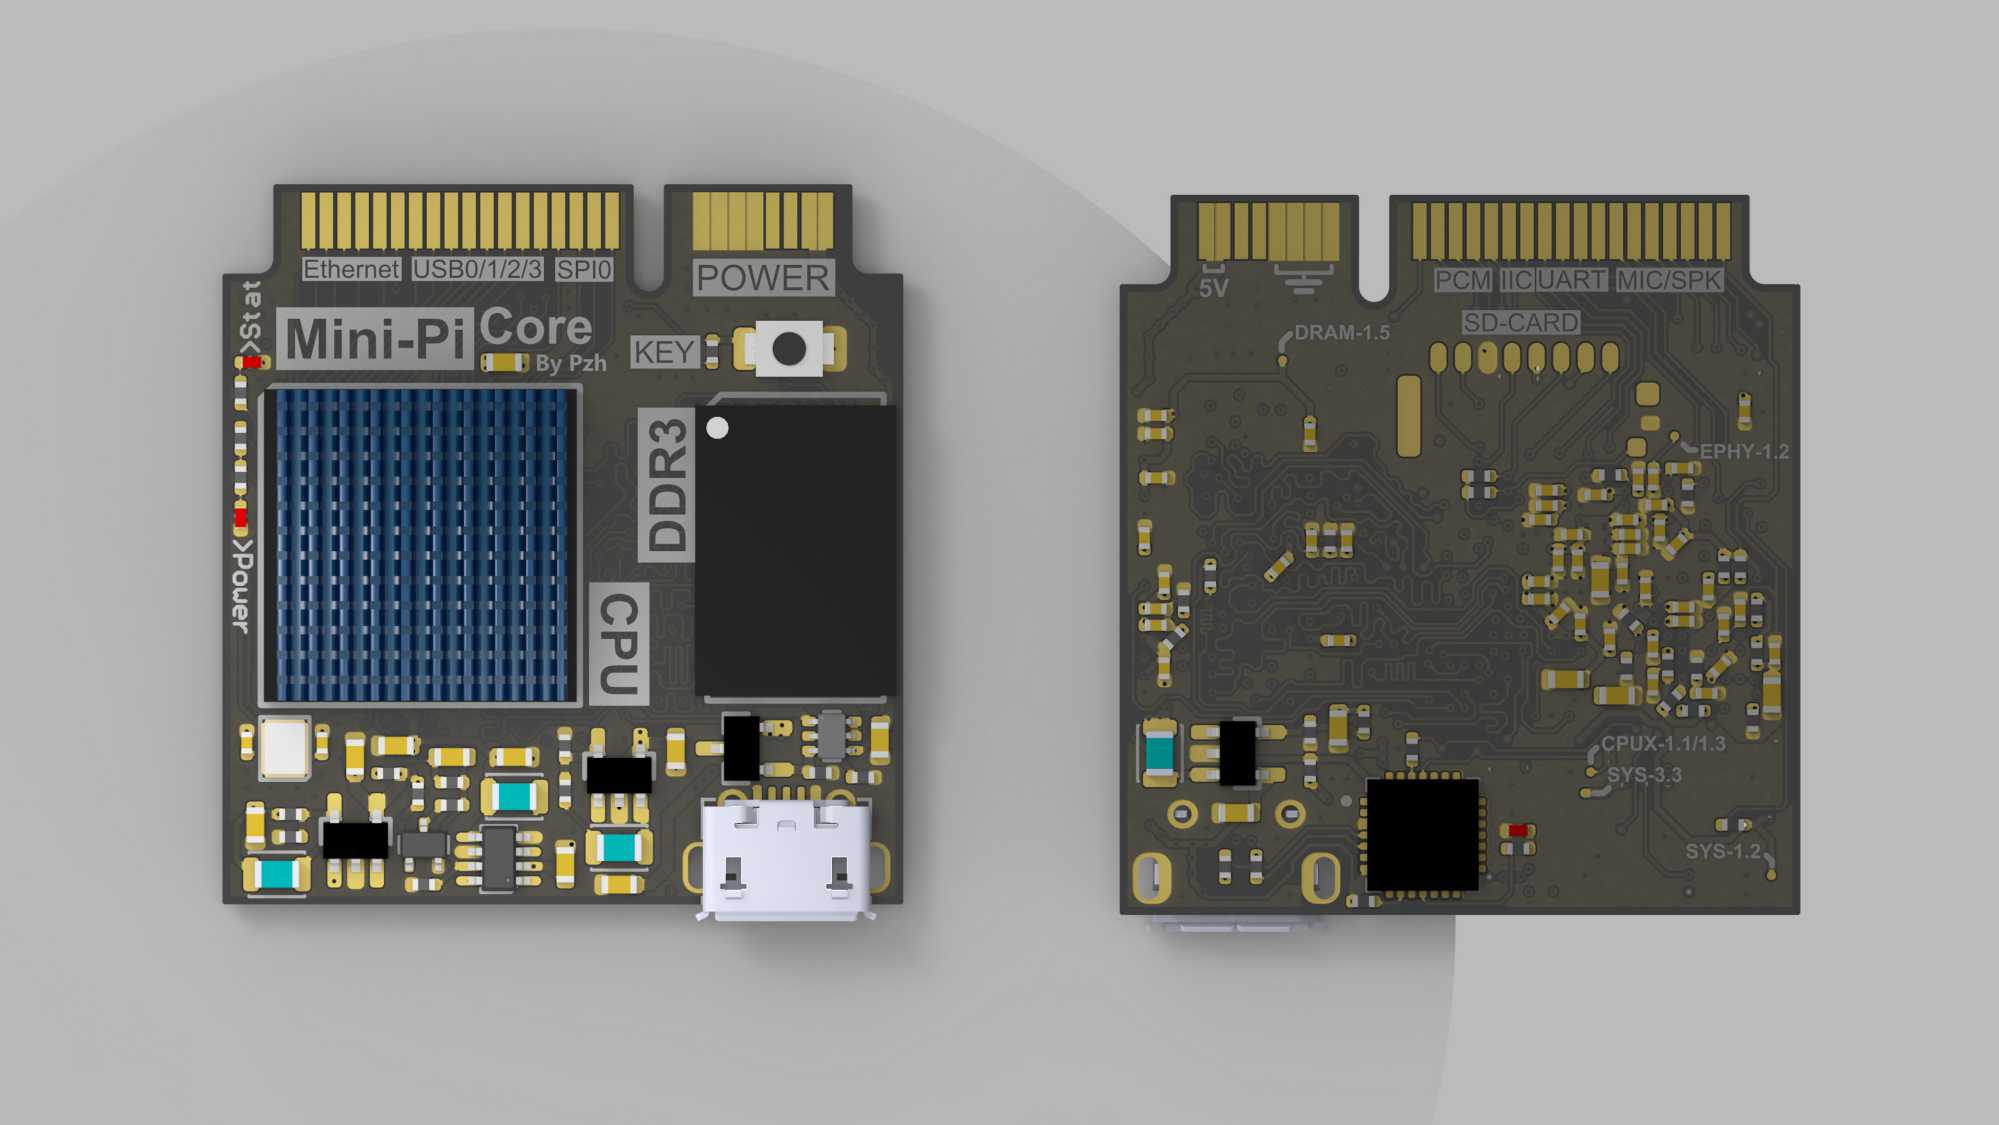 Ethernet USB0/1/2/3 SPI0
POWER
>Stat
Mini-Pi Core
By Pzh
KEY
DDR3
CPU
>Power
5V
PCM IIC UART MIC/SPK
SD-CARD
DRAM-1.5
EPHY-1.2
CPUX-1.1/1.3
SYS-3.3
SYS-1.2